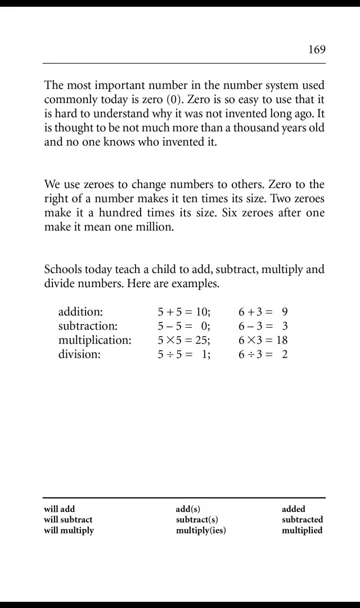 169
The most important number in the number system used
commonly today is zero (0). Zero is so easy to use that it
is hard to understand why it was not invented long ago. It
is thought to be not much more than a thousand years old
and no one knows who invented it.
We use zeroes to change numbers to others. Zero to the
right of a number makes it ten times its size. Two zeroes
make it a hundred times its size. Six zeroes after one
make it mean one million.
Schools today teach a child to add, subtract, multiply and
divide numbers. Here are examples.
addition: 5 + 5 = 10; 6 + 3 = 9
subtraction: 5 – 5 = 0; 6 – 3 = 3
multiplication: 5 × 5 = 25; 6 × 3 = 18
division: 5 ÷ 5 = 1; 6 ÷ 3 = 2
will add add(s) added
will subtract subtract(s) subtracted
will multiply multiply(ies) multiplied